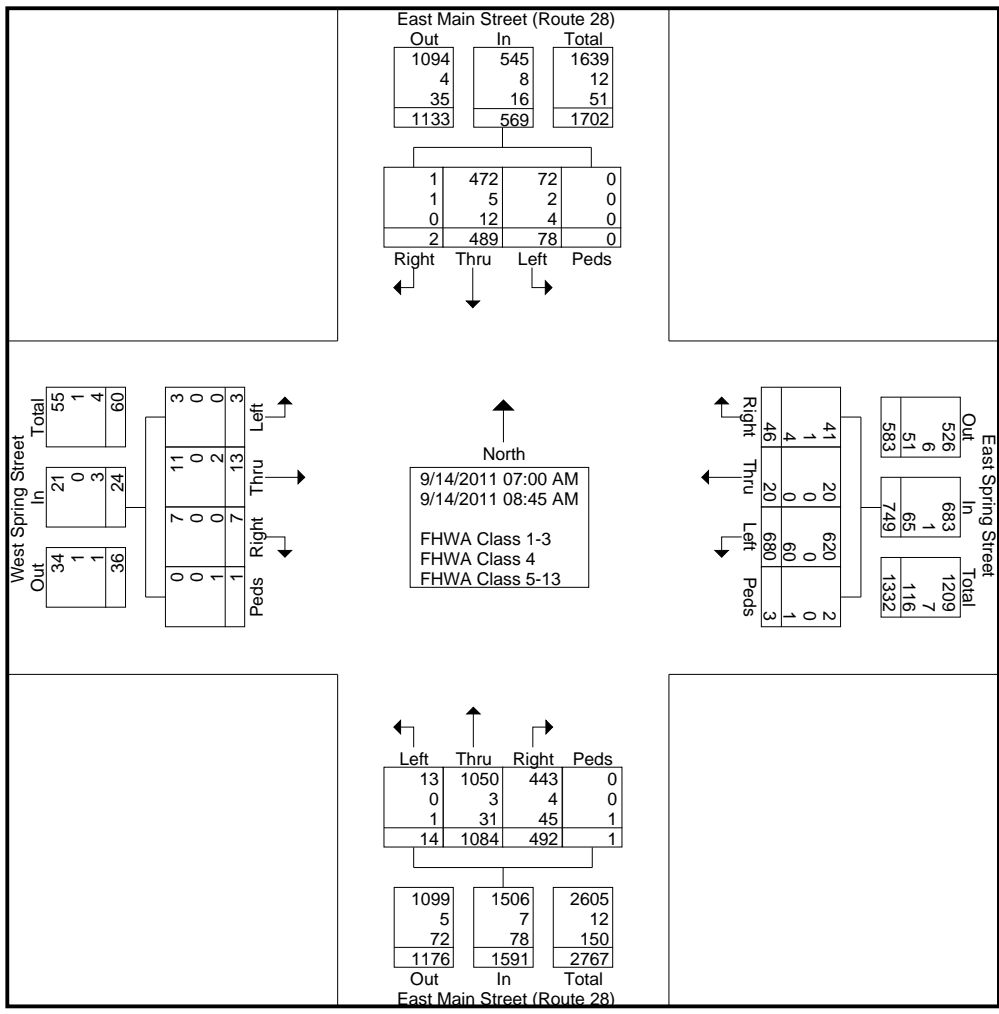 East Main Street (Route 28)
Out In Total
1094 545 1639
4 8 12
35 16 51
1133 569 1702
1 472 72 0
1 5 2 0
0 12 4 0
2 489 78 0
Right Thru Left Peds
West Spring Street
Total In Out
55 21 34
1 0 1
4 3 1
60 24 36
3 11 7 0
0 0 0 0
0 2 0 1
3 13 7 1
Left Thru Right Peds
North
9/14/2011 07:00 AM
9/14/2011 08:45 AM
FHWA Class 1-3
FHWA Class 4
FHWA Class 5-13
Right Thru Left Peds
41 20 620 2
1 0 0 0
4 0 60 1
46 20 680 3
East Spring Street
Out In Total
526 683 1209
6 1 7
51 65 116
583 749 1332
Left Thru Right Peds
13 1050 443 0
0 3 4 0
1 31 45 1
14 1084 492 1
1099 1506 2605
5 7 12
72 78 150
1176 1591 2767
Out In Total
East Main Street (Route 28)